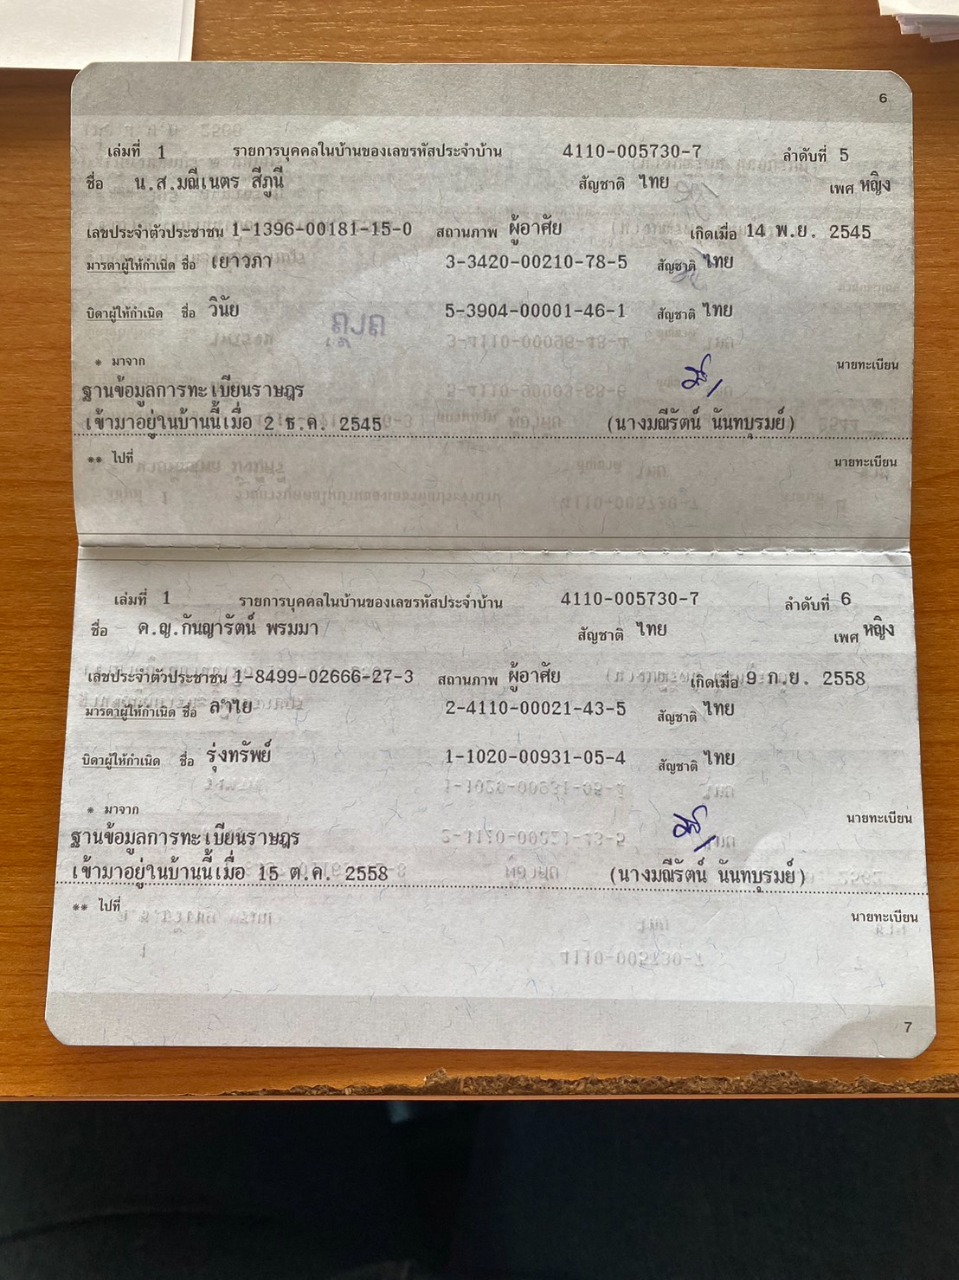 6
เล่มที่ 1 รายการบุคคลในบ้านของเลขรหัสประจำบ้าน 4110-005730-7 ลำดับที่ 5
ชื่อ น.ส.มณีเนตร สีภูนี สัญชาติ ไทย เพศ หญิง
เลขประจำตัวประชาชน 1-1396-00181-15-0 สถานภาพ ผู้อาศัย เกิดเมื่อ 14 พ.ย. 2545
มารดาผู้ให้กำเนิด ชื่อ เยาวภา 3-3420-00210-78-5 สัญชาติ ไทย
บิดาผู้ให้กำเนิด ชื่อ วินัย 5-3904-00001-46-1 สัญชาติ ไทย
* มาจาก นายทะเบียน
ฐานข้อมูลการทะเบียนราษฎร
เข้ามาอยู่ในบ้านนี้เมื่อ 2 ธ.ค. 2545 (นางมณีรัตน์ นันทบุรมย์)
** ไปที่ นายทะเบียน
เล่มที่ 1 รายการบุคคลในบ้านของเลขรหัสประจำบ้าน 4110-005730-7 ลำดับที่ 6
ชื่อ ด.ญ.กันญารัตน์ พรมมา สัญชาติ ไทย เพศ หญิง
เลขประจำตัวประชาชน 1-8499-02666-27-3 สถานภาพ ผู้อาศัย เกิดเมื่อ 9 ก.ย. 2558
มารดาผู้ให้กำเนิด ชื่อ ลำไย 2-4110-00021-43-5 สัญชาติ ไทย
บิดาผู้ให้กำเนิด ชื่อ รุ่งทรัพย์ 1-1020-00931-05-4 สัญชาติ ไทย
* มาจาก นายทะเบียน
ฐานข้อมูลการทะเบียนราษฎร
เข้ามาอยู่ในบ้านนี้เมื่อ 15 ต.ค. 2558 (นางมณีรัตน์ นันทบุรมย์)
** ไปที่ นายทะเบียน
7